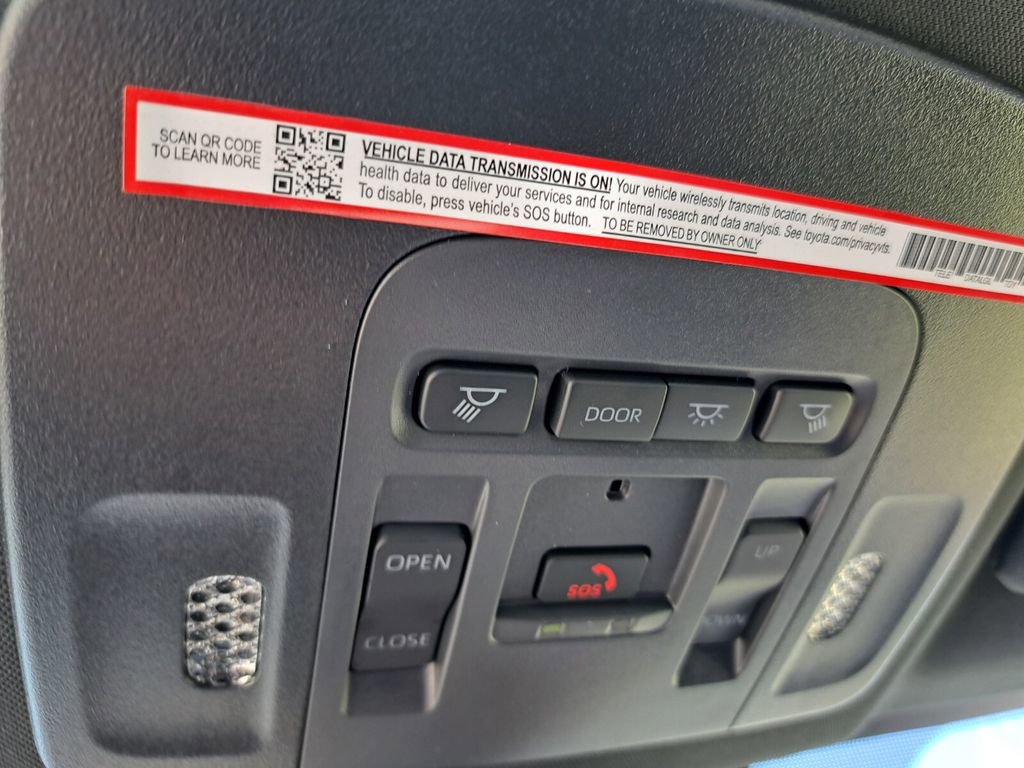 SCAN QR CODE
TO LEARN MORE
VEHICLE DATA TRANSMISSION IS ON! Your vehicle wirelessly transmits location, driving and vehicle
health data to deliver your services and for internal research and data analysis. See toyota.com/privacyvts.
To disable, press vehicle's SOS button. TO BE REMOVED BY OWNER ONLY
DOOR
OPEN
CLOSE
SOS
UP
DOWN